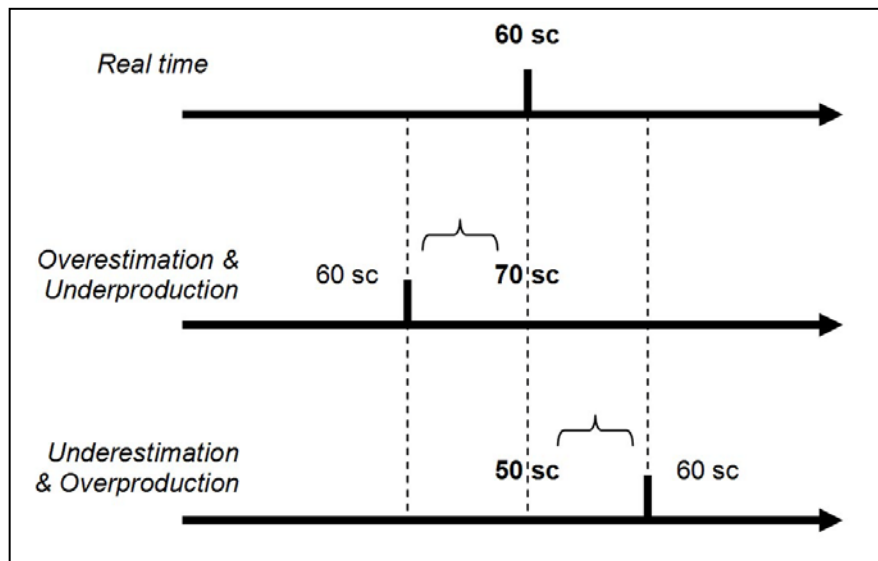 60 sc
Real time
Overestimation &
Underproduction
60 sc
70 sc
Underestimation
& Overproduction
50 sc
60 sc